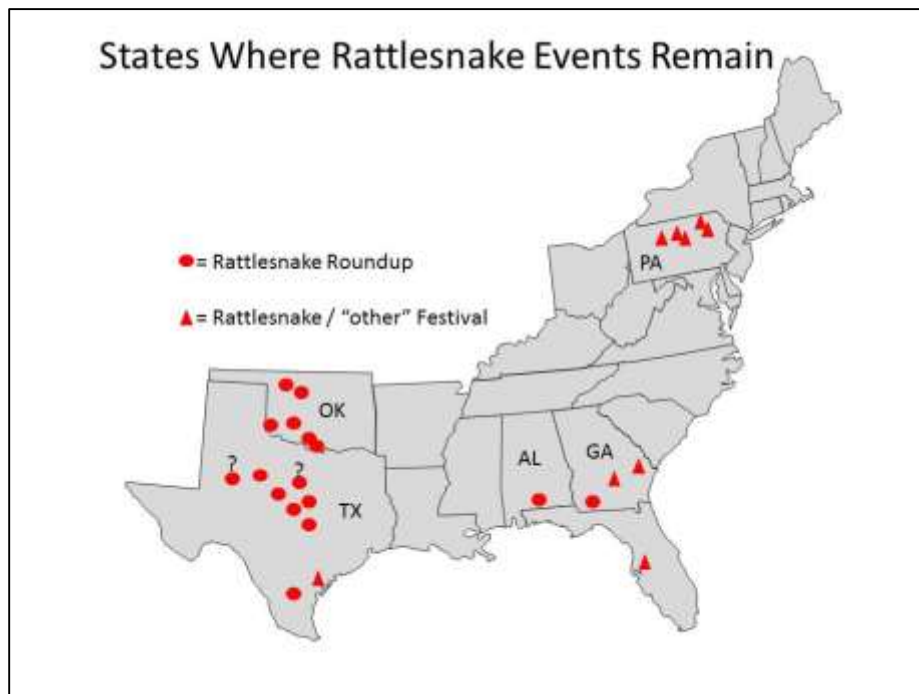 States Where Rattlesnake Events Remain
= Rattlesnake Roundup
PA
= Rattlesnake / “other” Festival
OK
AL
GA
?
?
TX